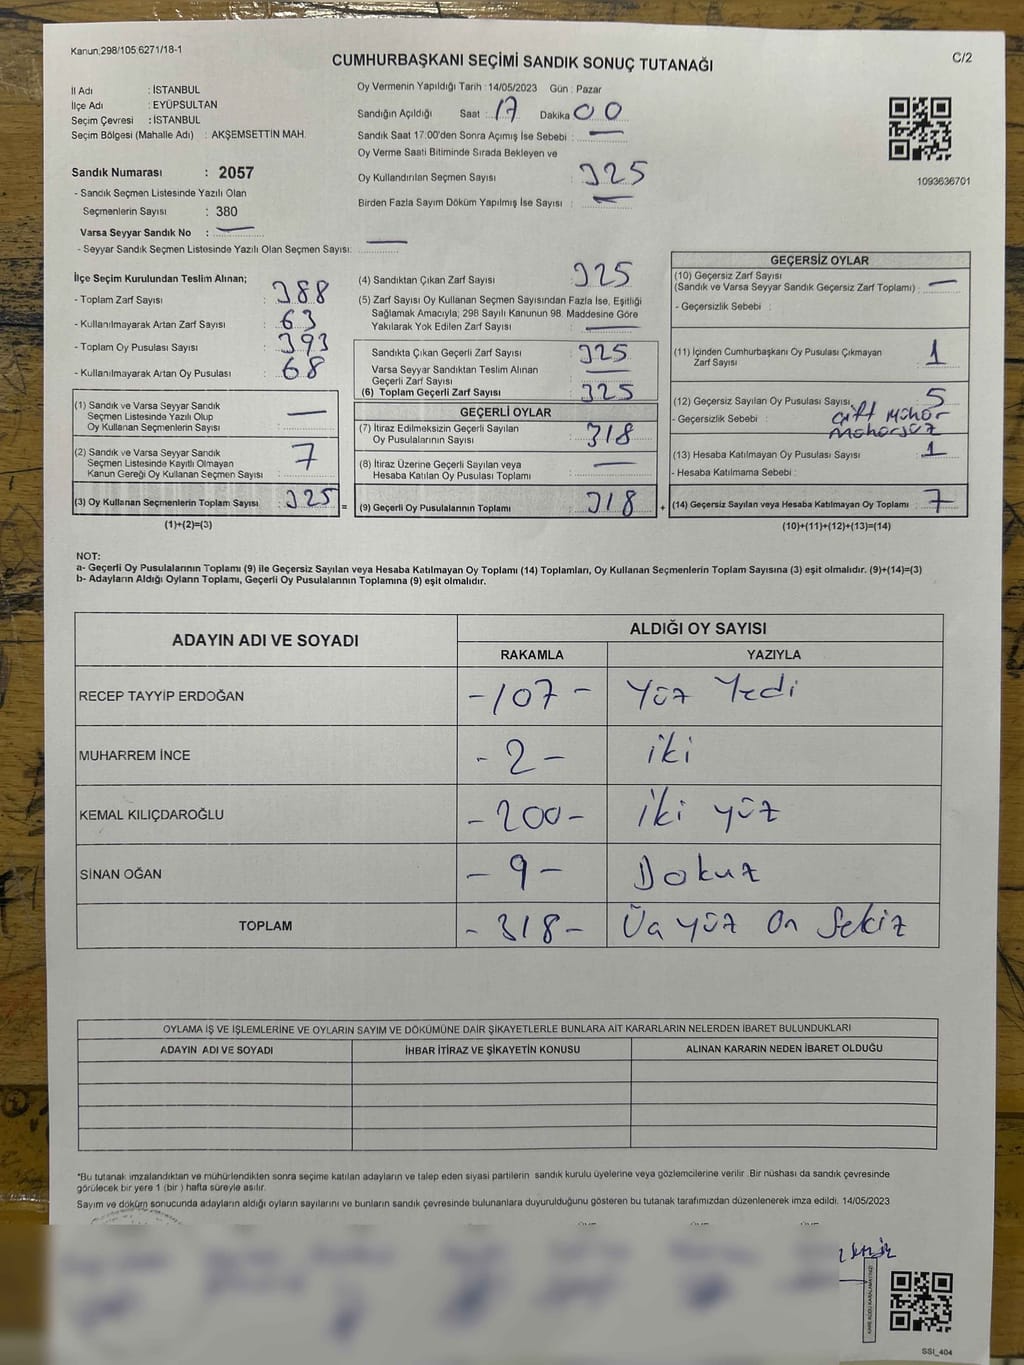 Kanun;298/105;6271/18-1
CUMHURBAŞKANI SEÇİMİ SANDIK SONUÇ TUTANAĞI
C/2
İl Adı : İSTANBUL
İlçe Adı : EYÜPSULTAN
Seçim Çevresi : İSTANBUL
Seçim Bölgesi (Mahalle Adı) : AKŞEMSETTİN MAH.
Oy Vermenin Yapıldığı Tarih : 14/05/2023 Gün : Pazar
Sandığın Açıldığı Saat : 17 Dakika 00
Sandık Saat 17:00'den Sonra Açımış İse Sebebi : —
Oy Verme Saati Bitiminde Sırada Bekleyen ve
Oy Kullandırılan Seçmen Sayısı : 325
Birden Fazla Sayım Döküm Yapılmış İse Sayısı : —
1093636701
Sandık Numarası : 2057
- Sandık Seçmen Listesinde Yazılı Olan
Seçmenlerin Sayısı : 380
Varsa Seyyar Sandık No : —
- Seyyar Sandık Seçmen Listesinde Yazılı Olan Seçmen Sayısı: —
İlçe Seçim Kurulundan Teslim Alınan;
- Toplam Zarf Sayısı : 388
- Kullanılmayarak Artan Zarf Sayısı : 63
- Toplam Oy Pusulası Sayısı : 393
- Kullanılmayarak Artan Oy Pusulası : 68
(1) Sandık ve Varsa Seyyar Sandık
Seçmen Listesinde Yazılı Olup
Oy Kullanan Seçmenlerin Sayısı : —
(2) Sandık ve Varsa Seyyar Sandık
Seçmen Listesinde Kayıtlı Olmayan
Kanun Gereği Oy Kullanan Seçmen Sayısı : 7
(3) Oy Kullanan Seçmenlerin Toplam Sayısı : 325 =
(1)+(2)=(3)
(4) Sandıktan Çıkan Zarf Sayısı : 325
(5) Zarf Sayısı Oy Kullanan Seçmen Sayısından Fazla İse, Eşitliği
Sağlamak Amacıyla; 298 Sayılı Kanunun 98. Maddesine Göre
Yakılarak Yok Edilen Zarf Sayısı : —
Sandıkta Çıkan Geçerli Zarf Sayısı : 325
Varsa Seyyar Sandıktan Teslim Alınan
Geçerli Zarf Sayısı : —
(6) Toplam Geçerli Zarf Sayısı : 325
GEÇERLİ OYLAR
(7) İtiraz Edilmeksizin Geçerli Sayılan
Oy Pusulalarının Sayısı : 318
(8) İtiraz Üzerine Geçerli Sayılan veya
Hesaba Katılan Oy Pusulaları Toplamı : —
(9) Geçerli Oy Pusulalarının Toplamı : 318 +
GEÇERSİZ OYLAR
(10) Geçersiz Zarf Sayısı
(Sandık ve Varsa Seyyar Sandık Geçersiz Zarf Toplamı) : —
- Geçersizlik Sebebi :
(11) İçinden Cumhurbaşkanı Oy Pusulası Çıkmayan
Zarf Sayısı : 1
(12) Geçersiz Sayılan Oy Pusulası Sayısı : 5
- Geçersizlik Sebebi : çift mühür
mühürsüz
(13) Hesaba Katılmayan Oy Pusulası Sayısı : 1
- Hesaba Katılmama Sebebi :
(14) Geçersiz Sayılan veya Hesaba Katılmayan Oy Toplamı : 7
(10)+(11)+(12)+(13)=(14)
NOT:
a- Geçerli Oy Pusulalarının Toplamı (9) ile Geçersiz Sayılan veya Hesaba Katılmayan Oy Toplamı (14) Toplamları, Oy Kullanan Seçmenlerin Toplam Sayısına (3) eşit olmalıdır. (9)+(14)=(3)
b- Adayların Aldığı Oyların Toplamı, Geçerli Oy Pusulalarının Toplamına (9) eşit olmalıdır.
ADAYIN ADI VE SOYADI ALDIĞI OY SAYISI
RAKAMLA YAZIYLA
RECEP TAYYİP ERDOĞAN -107- Yüz Yedi
MUHARREM İNCE -2- iki
KEMAL KILIÇDAROĞLU -200- iki yüz
SİNAN OĞAN -9- Dokuz
TOPLAM -318- Üç yüz On Sekiz
OYLAMA İŞ VE İŞLEMLERİNE VE OYLARIN SAYIM VE DÖKÜMÜNE DAİR ŞİKAYETLERLE BUNLARA AİT KARARLARIN NELERDEN İBARET BULUNDUKLARI
ADAYIN ADI VE SOYADI İHBAR İTİRAZ VE ŞİKAYETİN KONUSU ALINAN KARARIN NEDEN İBARET OLDUĞU
*Bu tutanak imzalandıktan ve mühürlendikten sonra seçime katılan adayların ve talep eden siyasi partilerin sandık kurulu üyelerine veya gözlemcilerine verilir. Bir nüshası da sandık çevresinde
görülecek bir yere 1 (bir ) hafta süreyle asılır.
Sayım ve döküm sonucunda adayların aldığı oyların sayılarını ve bunların sandık çevresinde bulunanlara duyurulduğunu gösteren bu tutanak tarafımızdan düzenlenerek imza edildi. 14/05/2023
SSİ_404